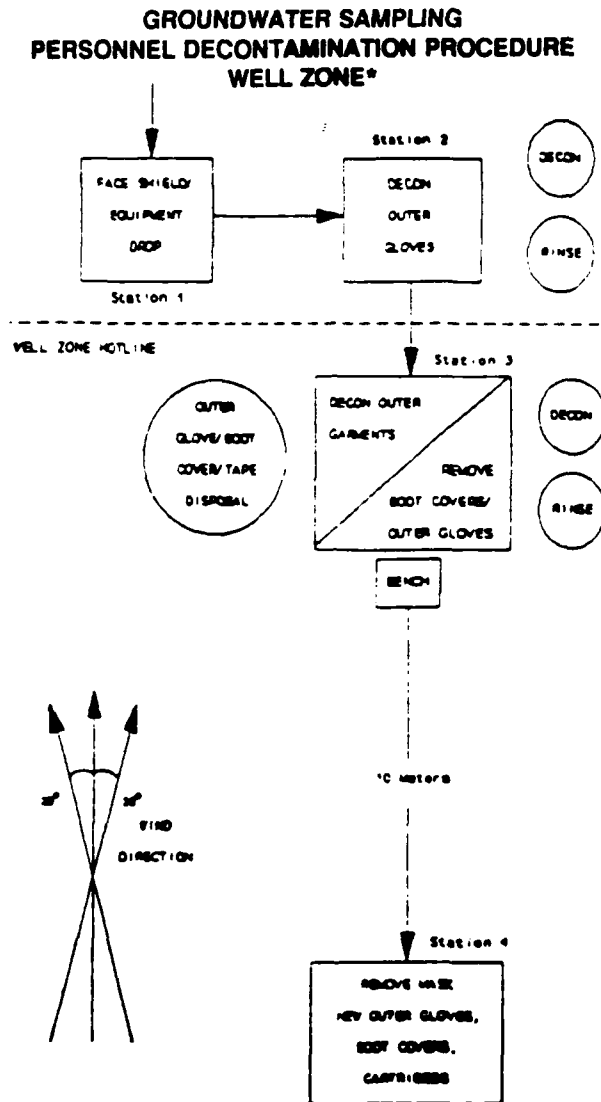 GROUNDWATER SAMPLING
PERSONNEL DECONTAMINATION PROCEDURE
WELL ZONE*
Station 2
FACE SHIELD/
EQUIPMENT
DROP
DECON
OUTER
GLOVES
DECON
RINSE
Station 1
WELL ZONE HOTLINE
Station 3
OUTER
GLOVE/BOOT
COVER/TAPE
DISPOSAL
DECON OUTER
GARMENTS
REMOVE
BOOT COVERS/
OUTER GLOVES
DECON
RINSE
BENCH
10 Meters
WIND
DIRECTION
Station 4
REMOVE MASK
NEW OUTER GLOVES,
BOOT COVERS,
CARTRIDGES